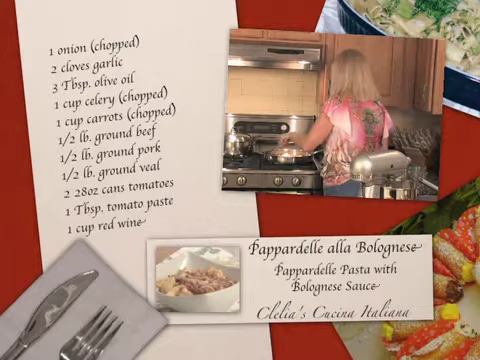 1 onion (chopped)
2 cloves garlic
3 Tbsp. olive oil
1 cup celery (chopped)
1 cup carrots (chopped)
1/2 lb. ground beef
1/2 lb. ground pork
1/2 lb. ground veal
2 28oz cans tomatoes
1 Tbsp. tomato paste
1 cup red wine
Pappardelle alla Bolognese
Pappardelle Pasta with
Bolognese Sauce
Clelia's Cucina Italiana